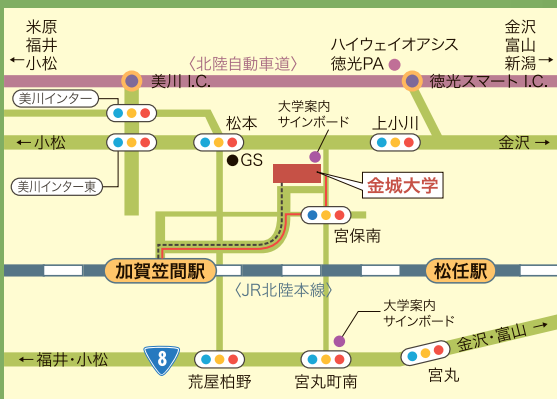 米原
福井
小松
←
金沢
富山
新潟
→
ハイウェイオアシス
徳光PA
〈北陸自動車道〉
美川 I.C.
徳光スマート I.C.
美川インター
大学案内
サインボード
松本
上小川
←小松
金沢→
GS
金城大学
美川インター東
宮保南
加賀笠間駅
松任駅
〈JR北陸本線〉
大学案内
サインボード
金沢・富山→
←福井・小松
8
荒屋柏野
宮丸町南
宮丸